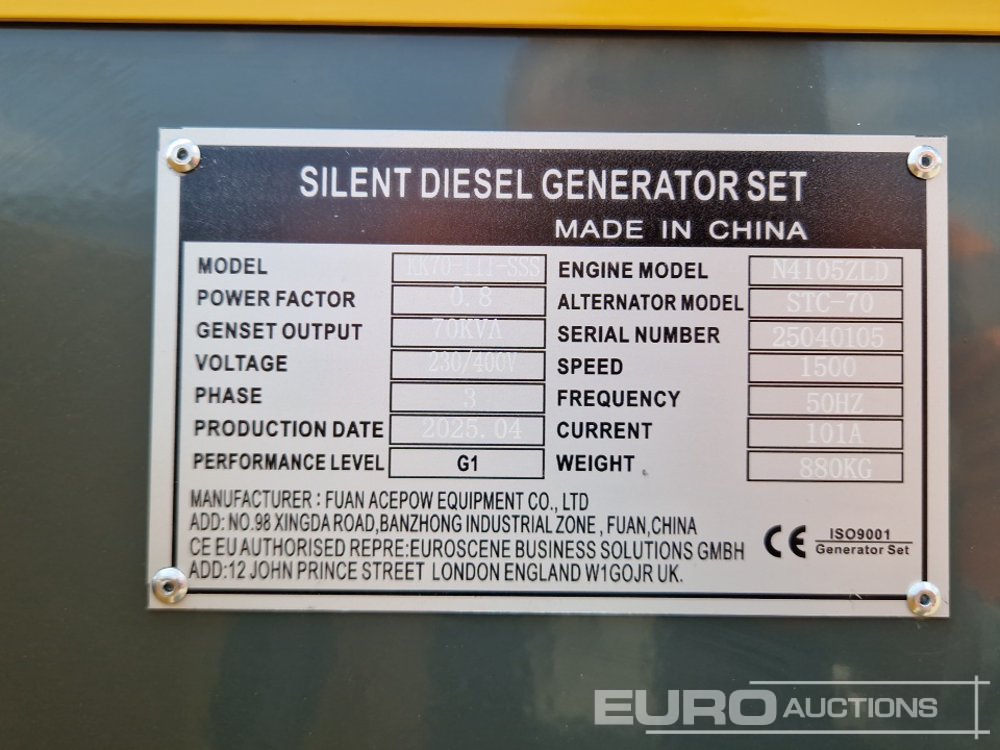 SILENT DIESEL GENERATOR SET
MADE IN CHINA
MODEL KK70-III-SSS ENGINE MODEL N4105ZLD
POWER FACTOR 0.8 ALTERNATOR MODEL STC-70
GENSET OUTPUT 70KVA SERIAL NUMBER 25040105
VOLTAGE 230/400V SPEED 1500
PHASE 3 FREQUENCY 50HZ
PRODUCTION DATE 2025.04 CURRENT 101A
PERFORMANCE LEVEL G1 WEIGHT 880KG
MANUFACTURER : FUAN ACEPOW EQUIPMENT CO., LTD
ADD: NO.98 XINGDA ROAD,BANZHONG INDUSTRIAL ZONE , FUAN,CHINA
CE EU AUTHORISED REPRE:EUROSCENE BUSINESS SOLUTIONS GMBH
ADD:12 JOHN PRINCE STREET LONDON ENGLAND W1GOJR UK.
CE ISO9001
Generator Set
EURO AUCTIONS